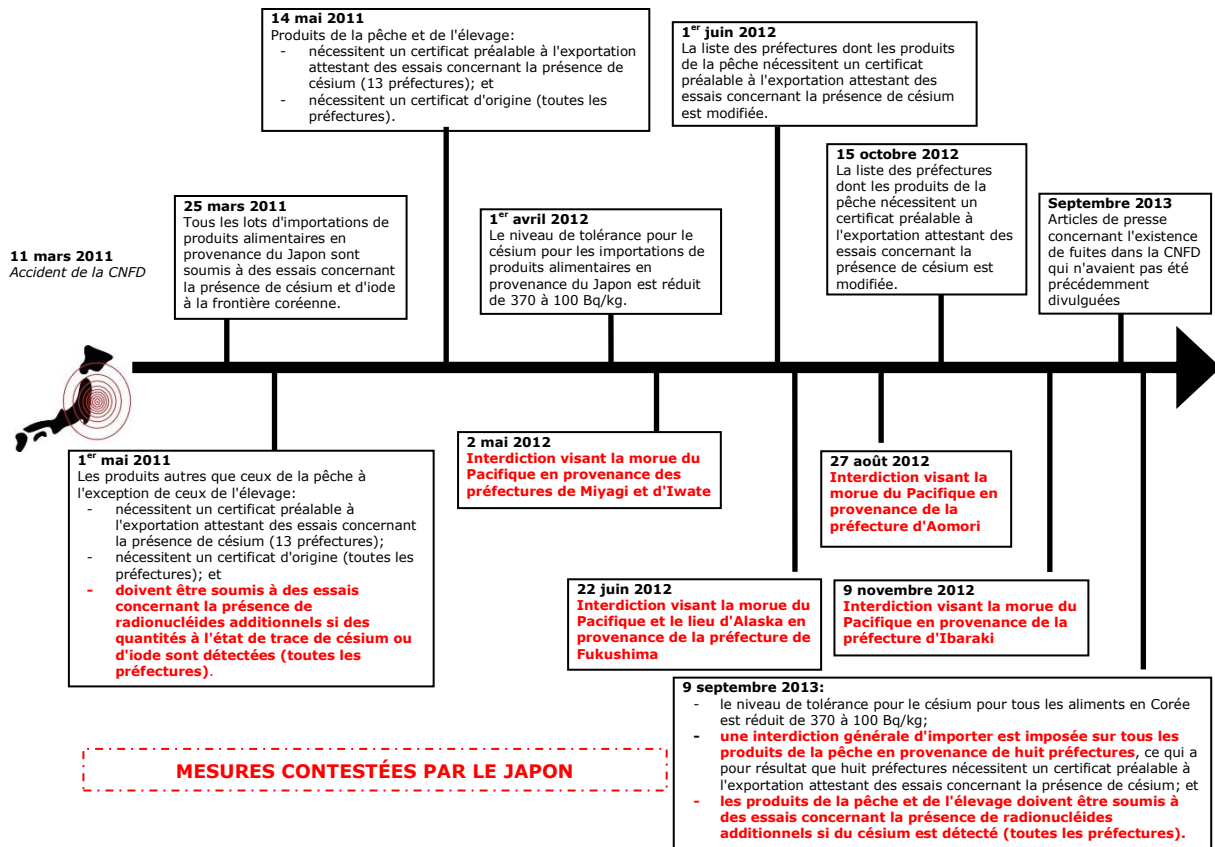 14 mai 2011
Produits de la pêche et de l'élevage:
- nécessitent un certificat préalable à l'exportation
attestant des essais concernant la présence de
césium (13 préfectures); et
- nécessitent un certificat d'origine (toutes les
préfectures).
1er juin 2012
La liste des préfectures dont les produits
de la pêche nécessitent un certificat
préalable à l'exportation attestant des
essais concernant la présence de césium
est modifiée.
11 mars 2011
Accident de la CNFD
25 mars 2011
Tous les lots d'importations de
produits alimentaires en
provenance du Japon sont
soumis à des essais concernant
la présence de césium et d'iode
à la frontière coréenne.
1er avril 2012
Le niveau de tolérance pour le
césium pour les importations de
produits alimentaires en
provenance du Japon est réduit
de 370 à 100 Bq/kg.
15 octobre 2012
La liste des préfectures
dont les produits de la
pêche nécessitent un
certificat préalable à
l'exportation attestant des
essais concernant la
présence de césium est
modifiée.
Septembre 2013
Articles de presse
concernant l'existence
de fuites dans la CNFD
qui n'avaient pas été
précédemment
divulguées
1er mai 2011
Les produits autres que ceux de la pêche à
l'exception de ceux de l'élevage:
- nécessitent un certificat préalable à
l'exportation attestant des essais concernant
la présence de césium (13 préfectures);
- nécessitent un certificat d'origine (toutes les
préfectures); et
- doivent être soumis à des essais
concernant la présence de
radionucléides additionnels si des
quantités à l'état de trace de césium ou
d'iode sont détectées (toutes les
préfectures).
2 mai 2012
Interdiction visant la morue du
Pacifique en provenance des
préfectures de Miyagi et d'Iwate
27 août 2012
Interdiction visant la
morue du Pacifique en
provenance de la
préfecture d'Aomori
22 juin 2012
Interdiction visant la morue du
Pacifique et le lieu d'Alaska en
provenance de la préfecture de
Fukushima
9 novembre 2012
Interdiction visant la morue du
Pacifique en provenance de la
préfecture d'Ibaraki
9 septembre 2013:
- le niveau de tolérance pour le césium pour tous les aliments en Corée
est réduit de 370 à 100 Bq/kg;
- une interdiction générale d'importer est imposée sur tous les
produits de la pêche en provenance de huit préfectures, ce qui a
pour résultat que huit préfectures nécessitent un certificat préalable à
l'exportation attestant des essais concernant la présence de césium; et
- les produits de la pêche et de l'élevage doivent être soumis à
des essais concernant la présence de radionucléides
additionnels si du césium est détecté (toutes les préfectures).
MESURES CONTESTÉES PAR LE JAPON